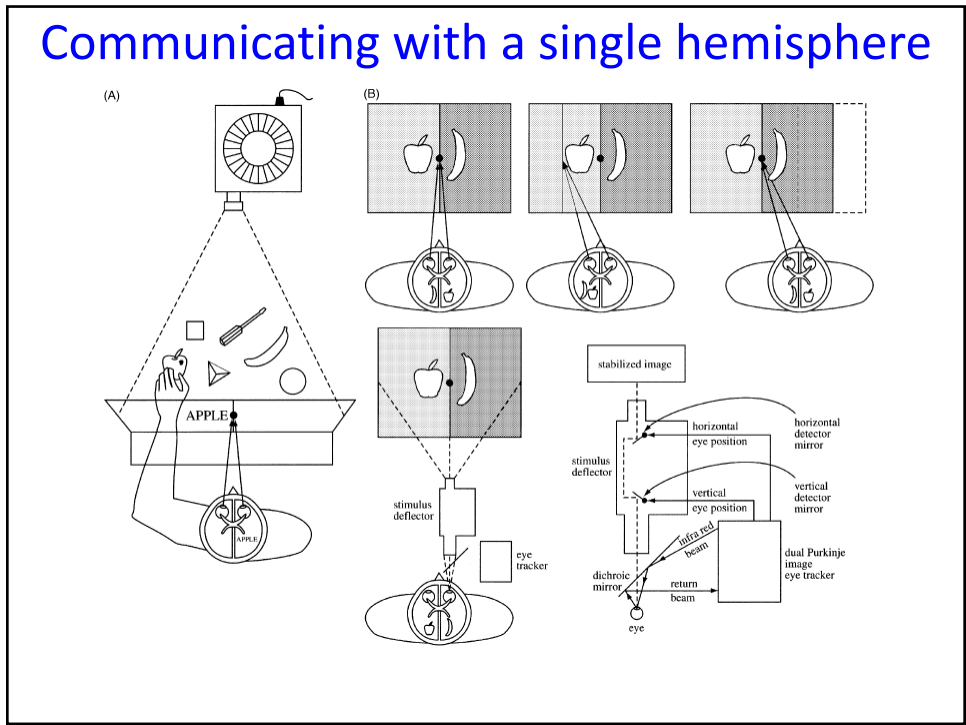 Communicating with a single hemisphere
(A)
(B)
APPLE
APPLE
stimulus
deflector
eye
tracker
stabilized image
horizontal
eye position
horizontal
detector
mirror
stimulus
deflector
vertical
eye position
vertical
detector
mirror
infra red
beam
dichroic
mirror
return
beam
dual Purkinje
image
eye tracker
eye